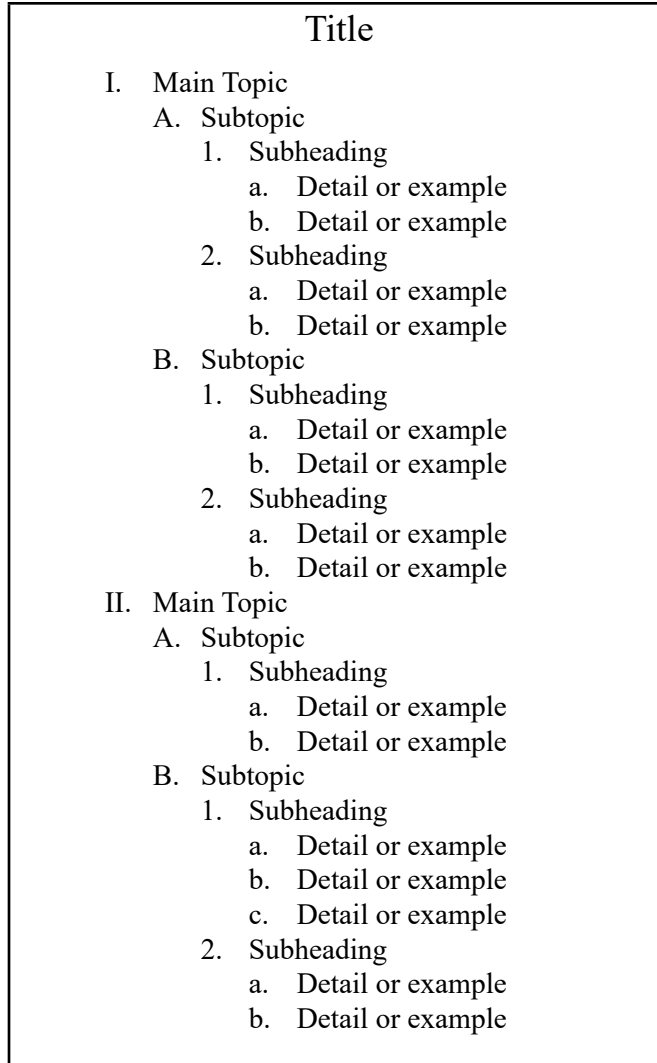 Title
I. Main Topic
A. Subtopic
1. Subheading
a. Detail or example
b. Detail or example
2. Subheading
a. Detail or example
b. Detail or example
B. Subtopic
1. Subheading
a. Detail or example
b. Detail or example
2. Subheading
a. Detail or example
b. Detail or example
II. Main Topic
A. Subtopic
1. Subheading
a. Detail or example
b. Detail or example
B. Subtopic
1. Subheading
a. Detail or example
b. Detail or example
c. Detail or example
2. Subheading
a. Detail or example
b. Detail or example